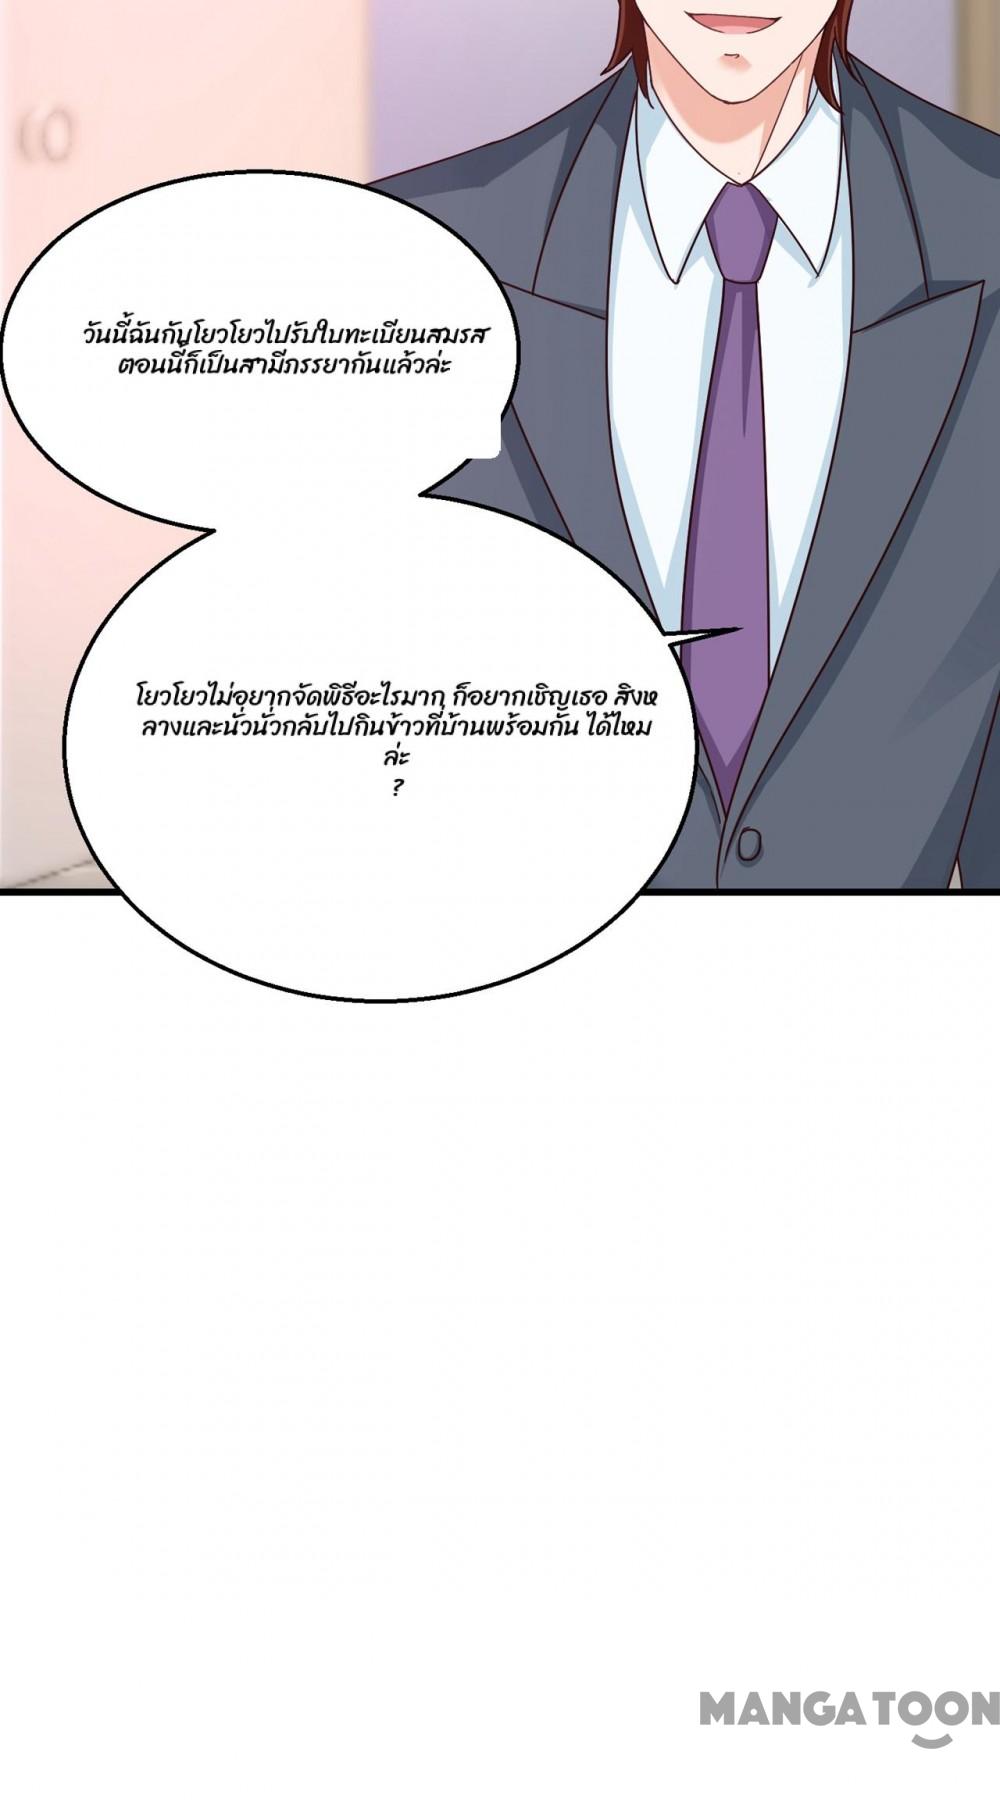 วันนี้ฉันกับโยวโยวไปรับใบทะเบียนสมรส
ตอนนี้ก็เป็นสามีภรรยากันแล้วล่ะ
โยวโยวไม่อยากจัดพิธีอะไรมาก ก็อยากเชิญเธอ สิงห
ลางและนั่วนั่วกลับไปกินข้าวที่บ้านพร้อมกัน ได้ไหม
ล่ะ
?
MANGATOON